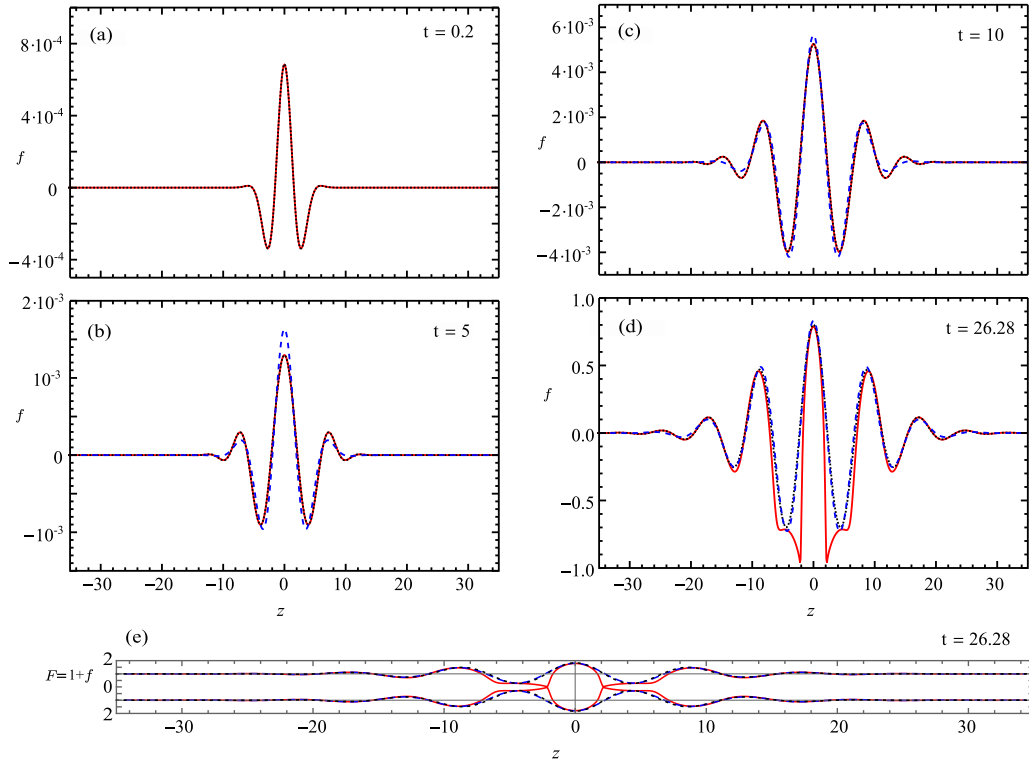 (a)
t = 0.2
8·10⁻⁴
4·10⁻⁴
f
0
−4·10⁻⁴
(c)
t = 10
6·10⁻³
4·10⁻³
2·10⁻³
f
0
−2·10⁻³
−4·10⁻³
(b)
t = 5
2·10⁻³
10⁻³
f
0
−10⁻³
−30 −20 −10 0 10 20 30
z
(d)
t = 26.28
1.0
0.5
f
0.0
−0.5
−1.0
−30 −20 −10 0 10 20 30
z
(e)
t = 26.28
2
F=1+f
0
2
−30 −20 −10 0 10 20 30
z